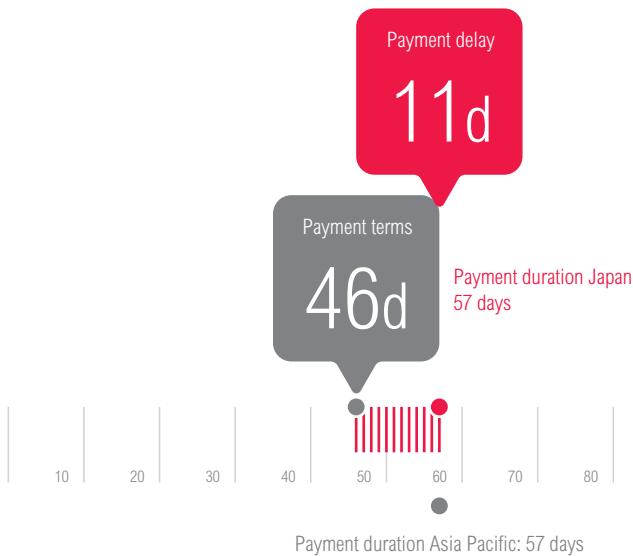 Payment delay
11d
Payment terms
46d
Payment duration Japan
57 days
10 20 30 40 50 60 70 80
Payment duration Asia Pacific: 57 days